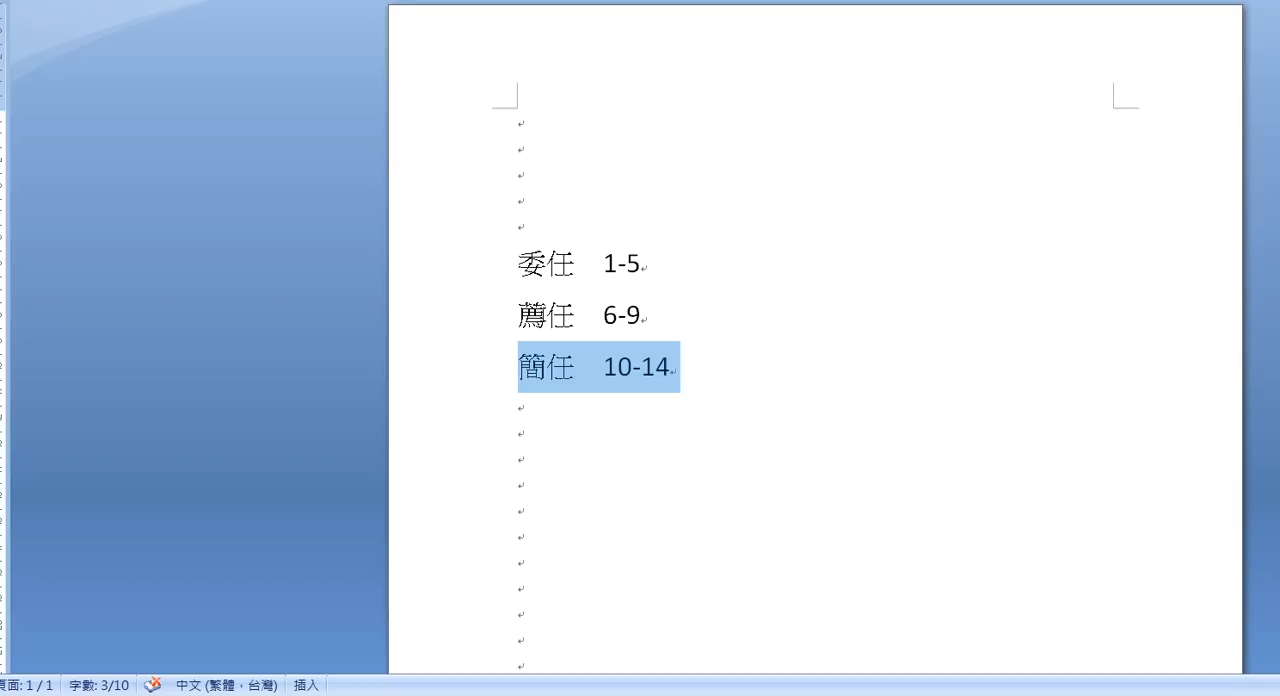 委任 1-5
薦任 6-9
簡任 10-14
頁面: 1 / 1 字數: 3/10 中文 (繁體，台灣) 插入